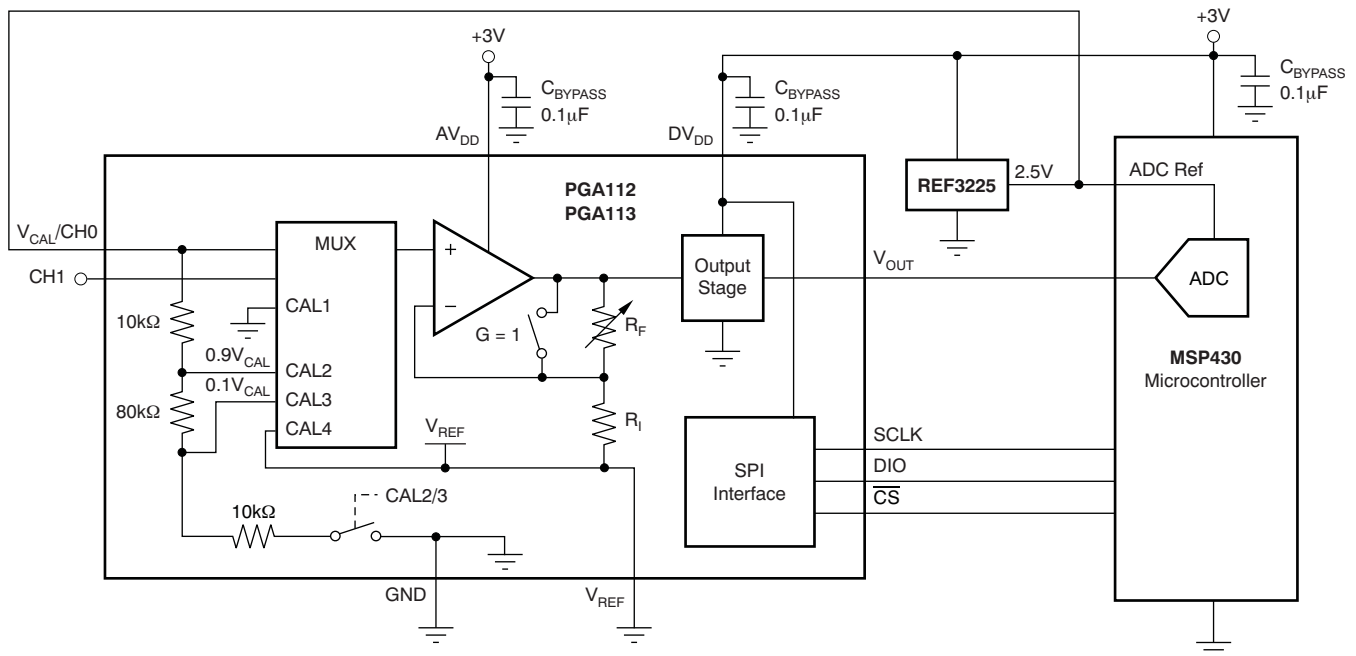 +3V
C_BYPASS
0.1µF
AV_DD
+3V
C_BYPASS
0.1µF
DV_DD
C_BYPASS
0.1µF
PGA112
PGA113
REF3225
2.5V
ADC Ref
V_CAL/CH0
CH1
MUX
CAL1
CAL2
CAL3
CAL4
10kΩ
0.9V_CAL
0.1V_CAL
80kΩ
+
−
G = 1
R_F
R_I
V_REF
Output
Stage
V_OUT
ADC
MSP430
Microcontroller
SPI
Interface
SCLK
DIO
C̅S̅
CAL2/3
10kΩ
GND
V_REF